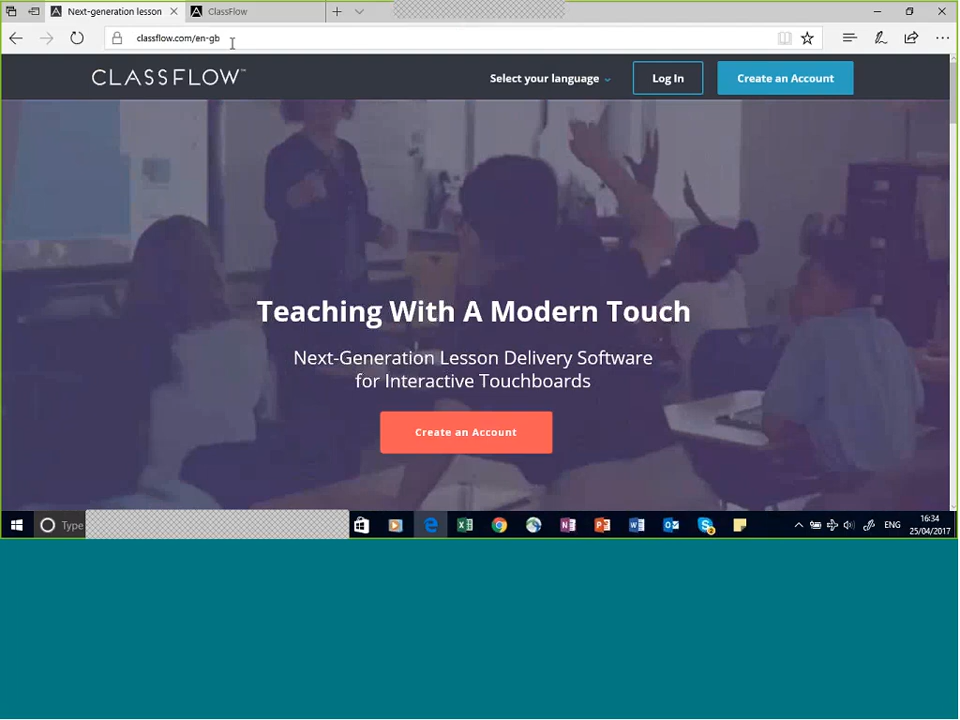 Next-generation lesson
ClassFlow
classflow.com/en-gb
CLASSFLOW™
Select your language
Log In
Create an Account
Teaching With A Modern Touch
Next-Generation Lesson Delivery Software
for Interactive Touchboards
Create an Account
Type
ENG
16:34
25/04/2017